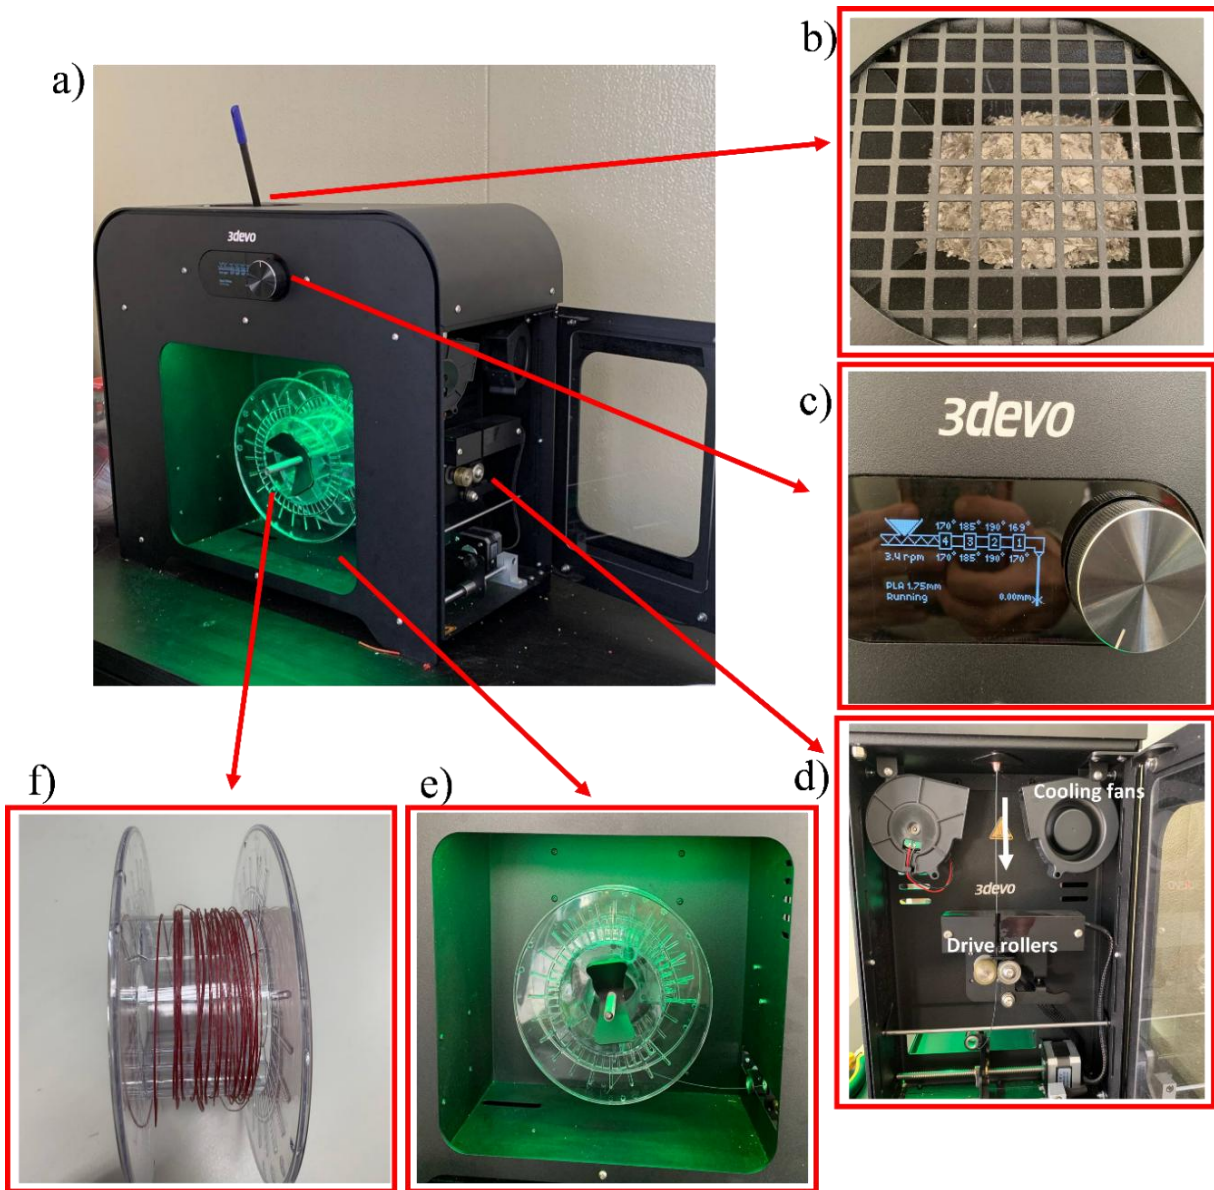 a)
3devo
b)
c)
3devo
170° 185° 190° 169°
4 3 2 1
3.4 rpm 170° 185° 190° 170°
PLA 1.75mm
Running 0.00mm
d)
Cooling fans
3devo
Drive rollers
e)
f)